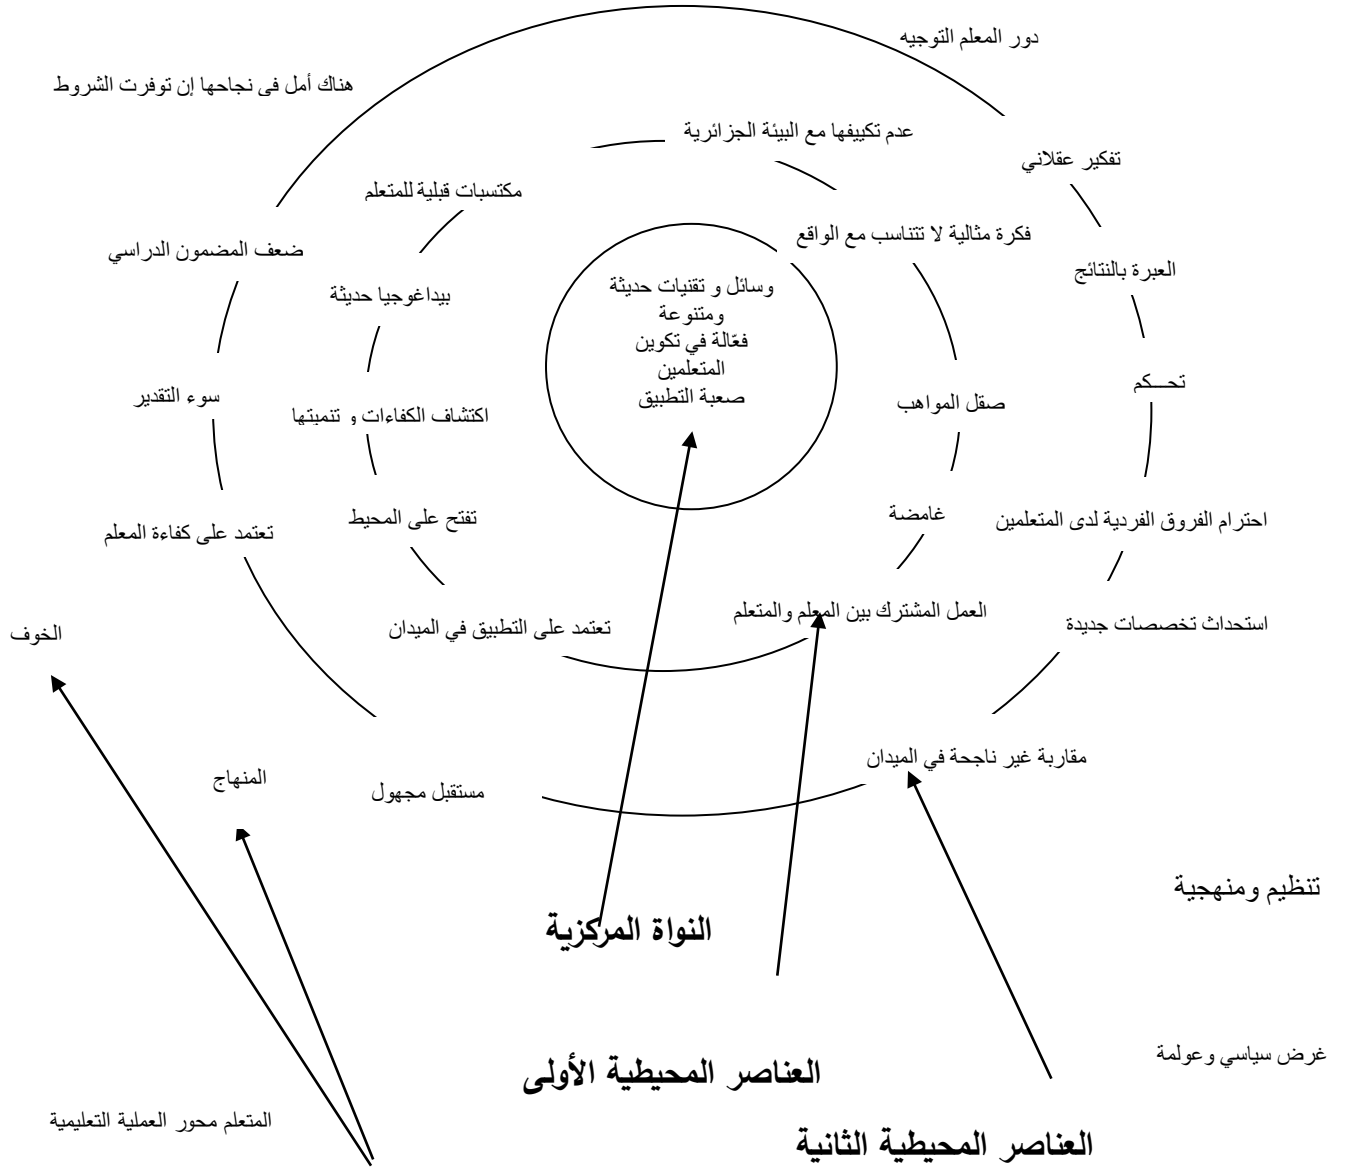 دور المعلم التوجيه
هناك أمل فى نجاحها إن توفرت الشروط
عدم تكييفها مع البيئة الجزائرية
تفكير عقلاني
مكتسبات قبلية للمتعلم
فكرة مثالية لا تتناسب مع الواقع
ضعف المضمون الدراسي
العبرة بالنتائج
وسائل و تقنيات حديثة
ومتنوعة
فعّالة في تكوين
المتعلمين
صعبة التطبيق
بيداغوجيا حديثة
تحـــكم
سوء التقدير
صقل المواهب
اكتشاف الكفاءات و تنميتها
غامضة
احترام الفروق الفردية لدى المتعلمين
تفتح على المحيط
تعتمد على كفاءة المعلم
العمل المشترك بين المعلم والمتعلم
استحداث تخصصات جديدة
تعتمد على التطبيق في الميدان
الخوف
مقاربة غير ناجحة في الميدان
المنهاج
مستقبل مجهول
تنظيم ومنهجية
النواة المركزية
غرض سياسي وعولمة
العناصر المحيطية الأولى
المتعلم محور العملية التعليمية
العناصر المحيطية الثانية